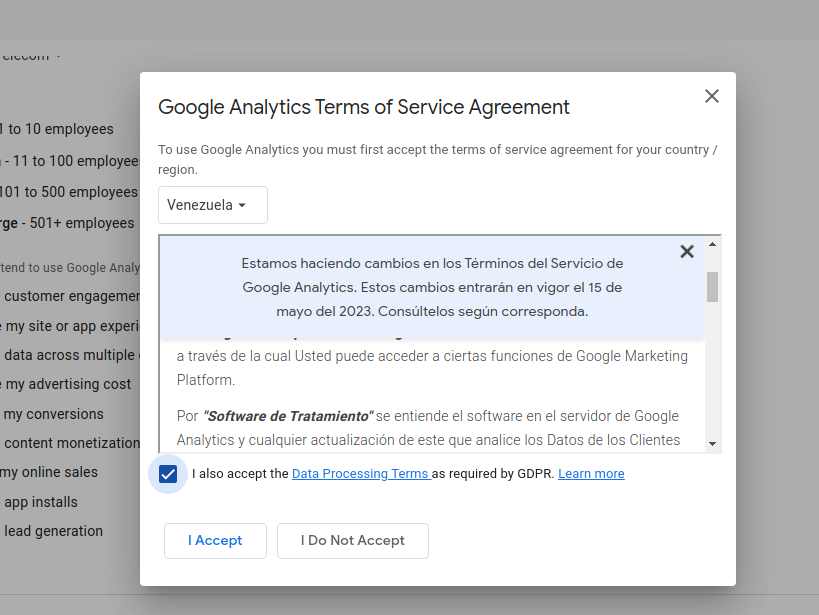 1 to 10 employees
Google Analytics Terms of Service Agreement
To use Google Analytics you must first accept the terms of service agreement for your country /
region.
- 11 to 100 employees
101 to 500 employees
- 501+ employees
Venezuela
Estamos haciendo cambios en los Términos del Servicio de
Google Analytics. Estos cambios entrarán en vigor el 15 de
mayo del 2023. Consúltelos según corresponda.
a través de la cual Usted puede acceder a ciertas funciones de Google Marketing
Platform.
Por "Software de Tratamiento" se entiende el software en el servidor de Google
Analytics y cualquier actualización de este que analice los Datos de los Clientes
to use Google
customer
my site or app
data across multiple
my advertising cost
my conversions
content monetization
my online sales
app installs
lead generation
I also accept the Data Processing Terms as required by GDPR. Learn more
I Accept
I Do Not Accept